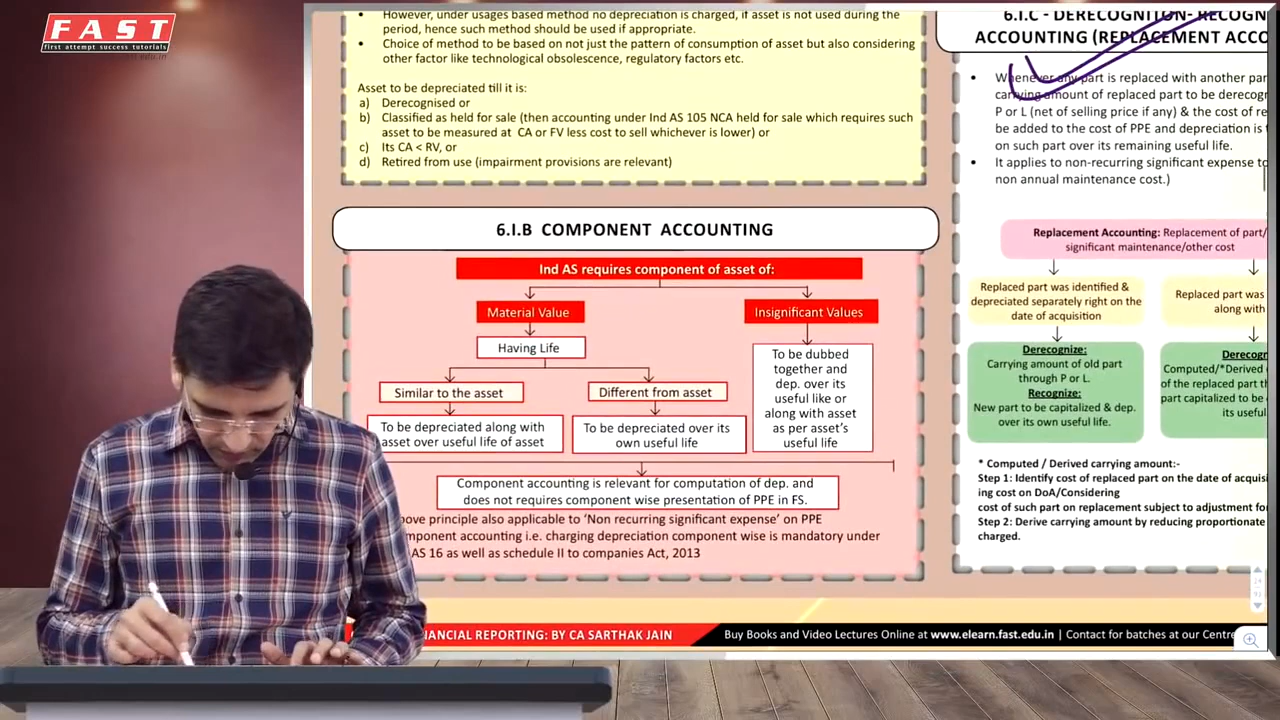 FAST
first attempt success tutorials
• However, under usages based method no depreciation is charged, if asset is not used during the
period, hence such method should be used if appropriate.
• Choice of method to be based on not just the pattern of consumption of asset but also considering
other factor like technological obsolescence, regulatory factors etc.
Asset to be depreciated till it is:
a) Derecognised or
b) Classified as held for sale (then accounting under Ind AS 105 NCA held for sale which requires such
asset to be measured at CA or FV less cost to sell whichever is lower) or
c) Its CA < RV, or
d) Retired from use (impairment provisions are relevant)
6.I.B COMPONENT ACCOUNTING
Ind AS requires component of asset of:
Material Value
Insignificant Values
Having Life
Similar to the asset
Different from asset
To be depreciated along with
asset over useful life of asset
To be depreciated over its
own useful life
To be dubbed
together and
dep. over its
useful like or
along with asset
as per asset's
useful life
Component accounting is relevant for computation of dep. and
does not requires component wise presentation of PPE in FS.
ove principle also applicable to 'Non recurring significant expense' on PPE
mponent accounting i.e. charging depreciation component wise is mandatory under
AS 16 as well as schedule II to companies Act, 2013
6.I.C - DERECOGNITON- RECOGN
ACCOUNTING (REPLACEMENT ACCO
• Whenever any part is replaced with another par
carrying amount of replaced part to be derecogn
P or L (net of selling price if any) & the cost of re
be added to the cost of PPE and depreciation is
on such part over its remaining useful life.
• It applies to non-recurring significant expense to
non annual maintenance cost.)
Replacement Accounting: Replacement of part/
significant maintenance/other cost
Replaced part was identified &
depreciated separately right on the
date of acquisition
Replaced part was
along with
Derecognize:
Carrying amount of old part
through P or L.
Recognize:
New part to be capitalized & dep.
over its own useful life.
Derecogn
Computed/*Derived
of the replaced part th
part capitalized to be
its useful
* Computed / Derived carrying amount:-
Step 1: Identify cost of replaced part on the date of acquisi
ing cost on DoA/Considering
cost of such part on replacement subject to adjustment fo
Step 2: Derive carrying amount by reducing proportionate
charged.
NANCIAL REPORTING: BY CA SARTHAK JAIN
Buy Books and Video Lectures Online at www.elearn.fast.edu.in | Contact for batches at our Centre